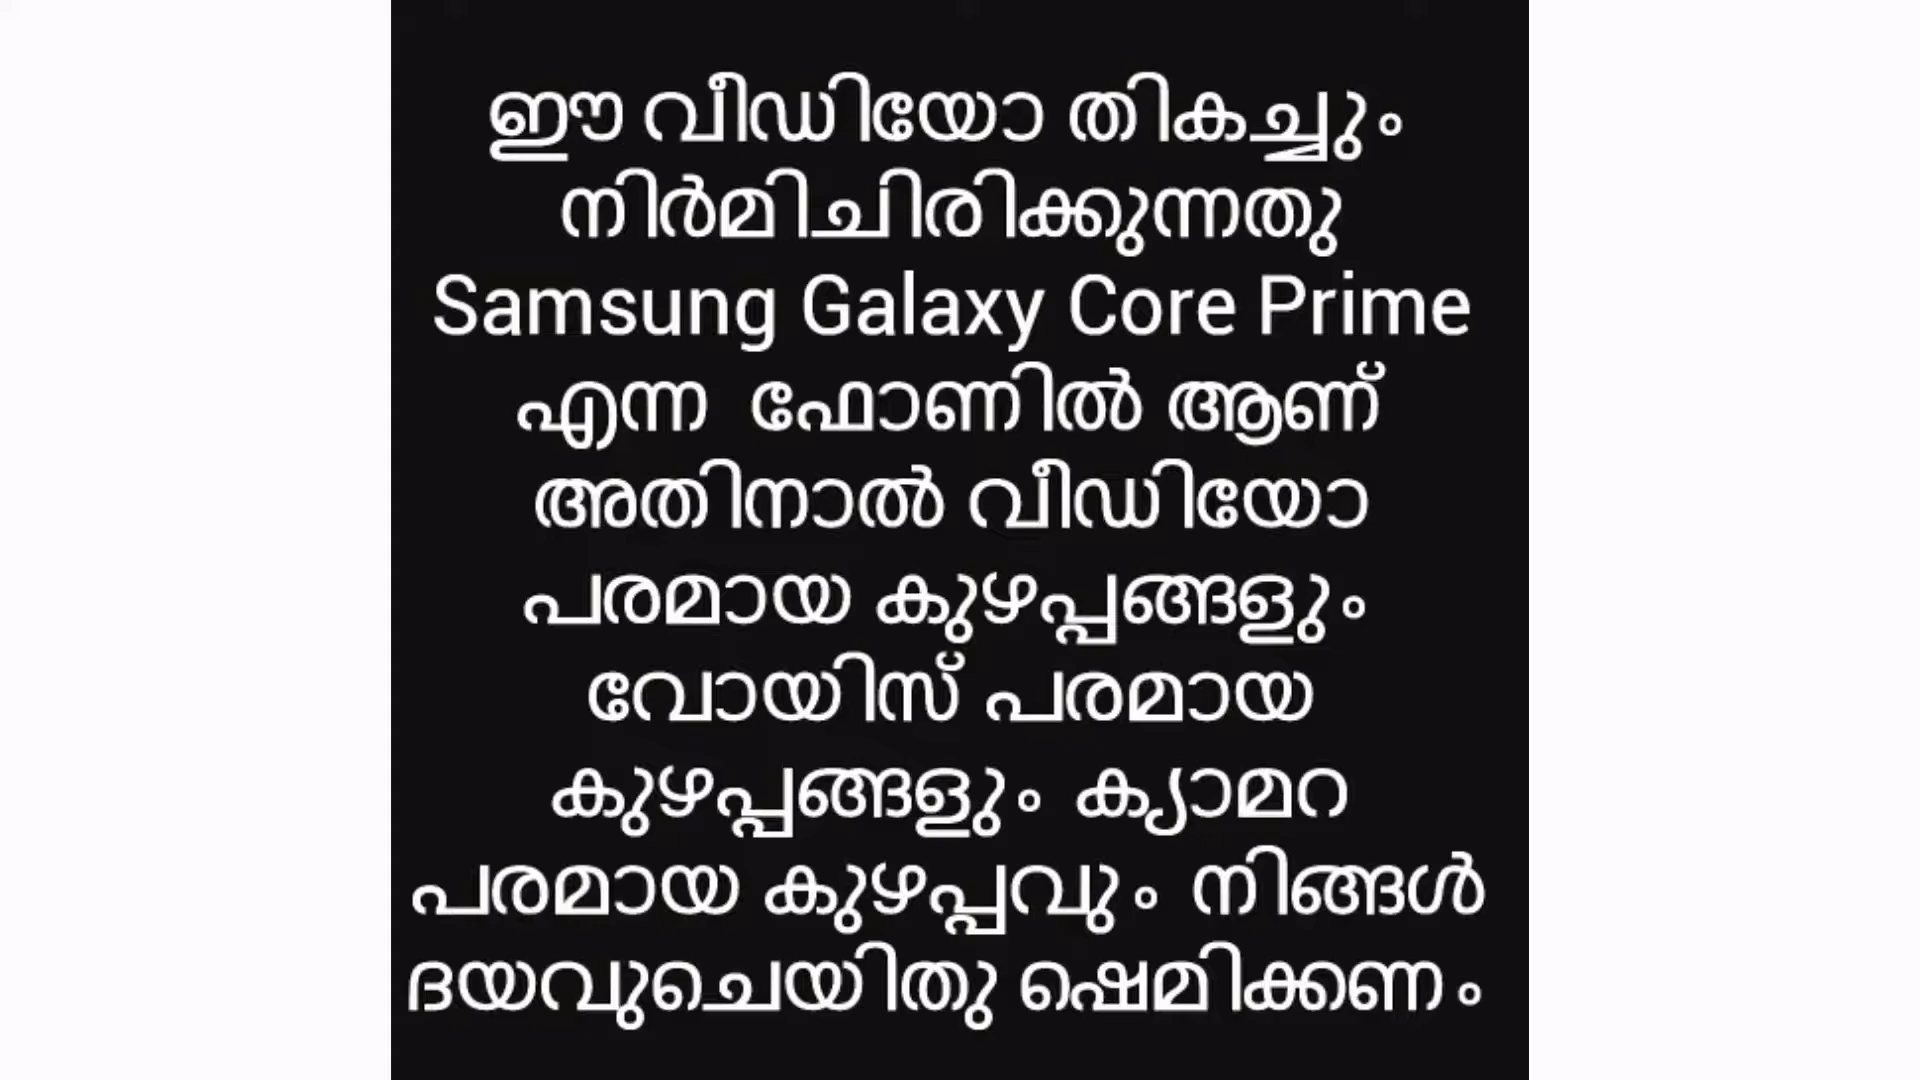 ഈ വീഡിയോ തികച്ചും
നിർമിചിരിക്കുന്നതു
Samsung Galaxy Core Prime
എന്ന ഫോണിൽ ആണ്
അതിനാൽ വീഡിയോ
പരമായ കുഴപ്പങ്ങളും
വോയിസ് പരമായ
കുഴപ്പങ്ങളും ക്യാമറ
പരമായ കുഴപ്പവും നിങ്ങൾ
ദയവുചെയിതു ഷെമിക്കണം